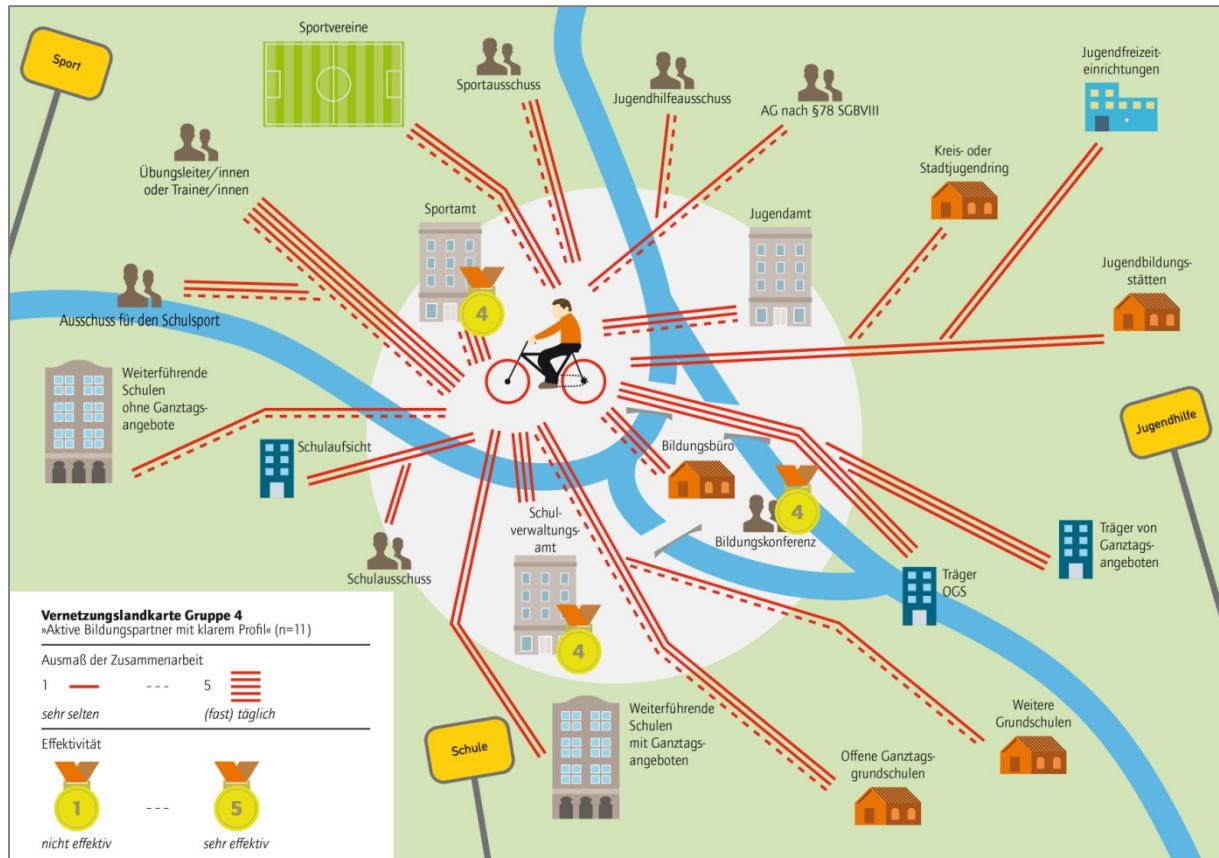 Sport
Sportvereine
Sportausschuss
Jugendhilfeausschuss
AG nach §78 SGBVIII
Jugendfreizeit-
einrichtungen
Übungsleiter/innen
oder Trainer/innen
Kreis- oder
Stadtjugendring
Sportamt
4
Jugendamt
Jugendbildungs-
stätten
Ausschuss für den Schulsport
Weiterführende
Schulen
ohne Ganztags-
angebote
Schulaufsicht
Jugendhilfe
Bildungsbüro
4
Bildungskonferenz
Schul-
verwaltungs-
amt
4
Schulausschuss
Träger
OGS
Träger von
Ganztags-
angeboten
Weiterführende
Schulen
mit Ganztags-
angeboten
Schule
Offene Ganztags-
grundschulen
Weitere
Grundschulen
Vernetzungslandkarte Gruppe 4
»Aktive Bildungspartner mit klarem Profil« (n=11)
Ausmaß der Zusammenarbeit
1 --- 5
sehr selten (fast) täglich
Effektivität
1 --- 5
nicht effektiv sehr effektiv